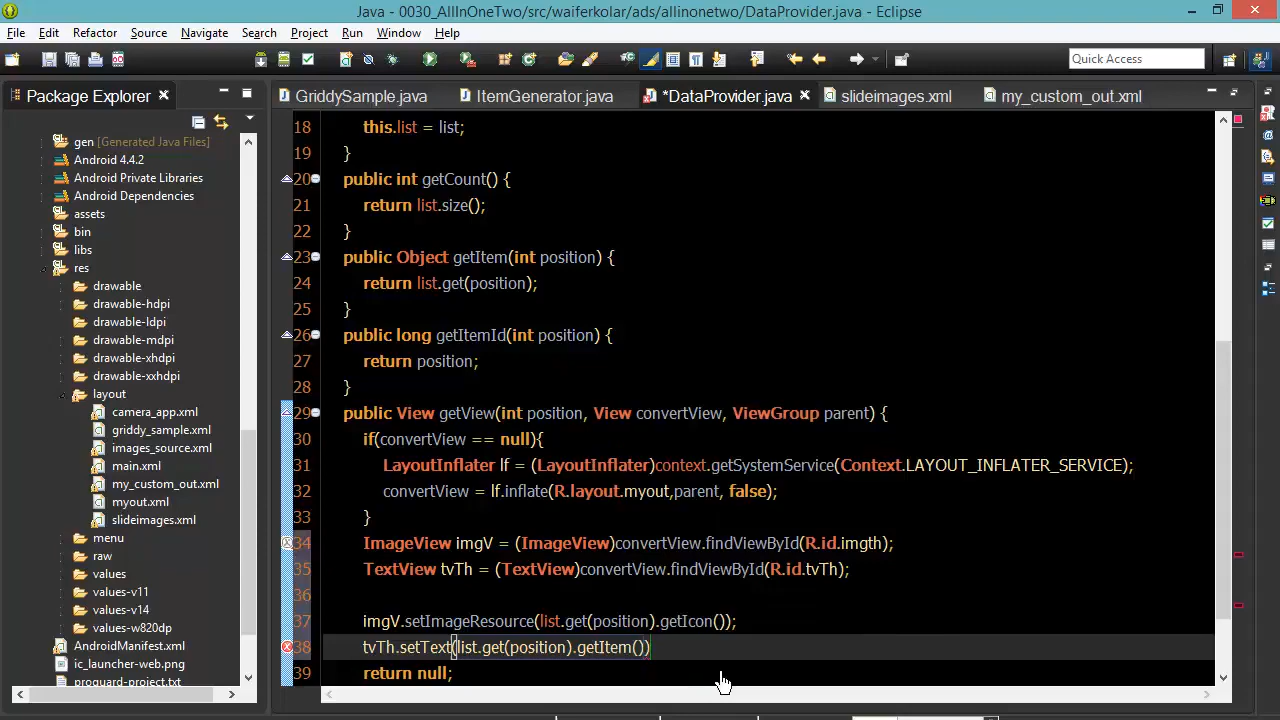 Java - 0030_AllInOneTwo/src/waiferkolar/ads/allinonetwo/DataProvider.java - Eclipse
File Edit Refactor Source Navigate Search Project Run Window Help
Quick Access
Package Explorer
GriddySample.java ItemGenerator.java *DataProvider.java slideimages.xml my_custom_out.xml
gen [Generated Java Files]
Android 4.4.2
Android Private Libraries
Android Dependencies
assets
bin
libs
res
drawable
drawable-hdpi
drawable-ldpi
drawable-mdpi
drawable-xhdpi
drawable-xxhdpi
layout
camera_app.xml
griddy_sample.xml
images_source.xml
main.xml
my_custom_out.xml
myout.xml
slideimages.xml
menu
raw
values
values-v11
values-v14
values-w820dp
AndroidManifest.xml
ic_launcher-web.png
proguard-project.txt
18 this.list = list;
19 }
20 public int getCount() {
21 return list.size();
22 }
23 public Object getItem(int position) {
24 return list.get(position);
25 }
26 public long getItemId(int position) {
27 return position;
28 }
29 public View getView(int position, View convertView, ViewGroup parent) {
30 if(convertView == null){
31 LayoutInflater lf = (LayoutInflater)context.getSystemService(Context.LAYOUT_INFLATER_SERVICE);
32 convertView = lf.inflate(R.layout.myout,parent, false);
33 }
34 ImageView imgV = (ImageView)convertView.findViewById(R.id.imgth);
35 TextView tvTh = (TextView)convertView.findViewById(R.id.tvTh);
36
37 imgV.setImageResource(list.get(position).getIcon());
38 tvTh.setText(list.get(position).getItem())
39 return null;